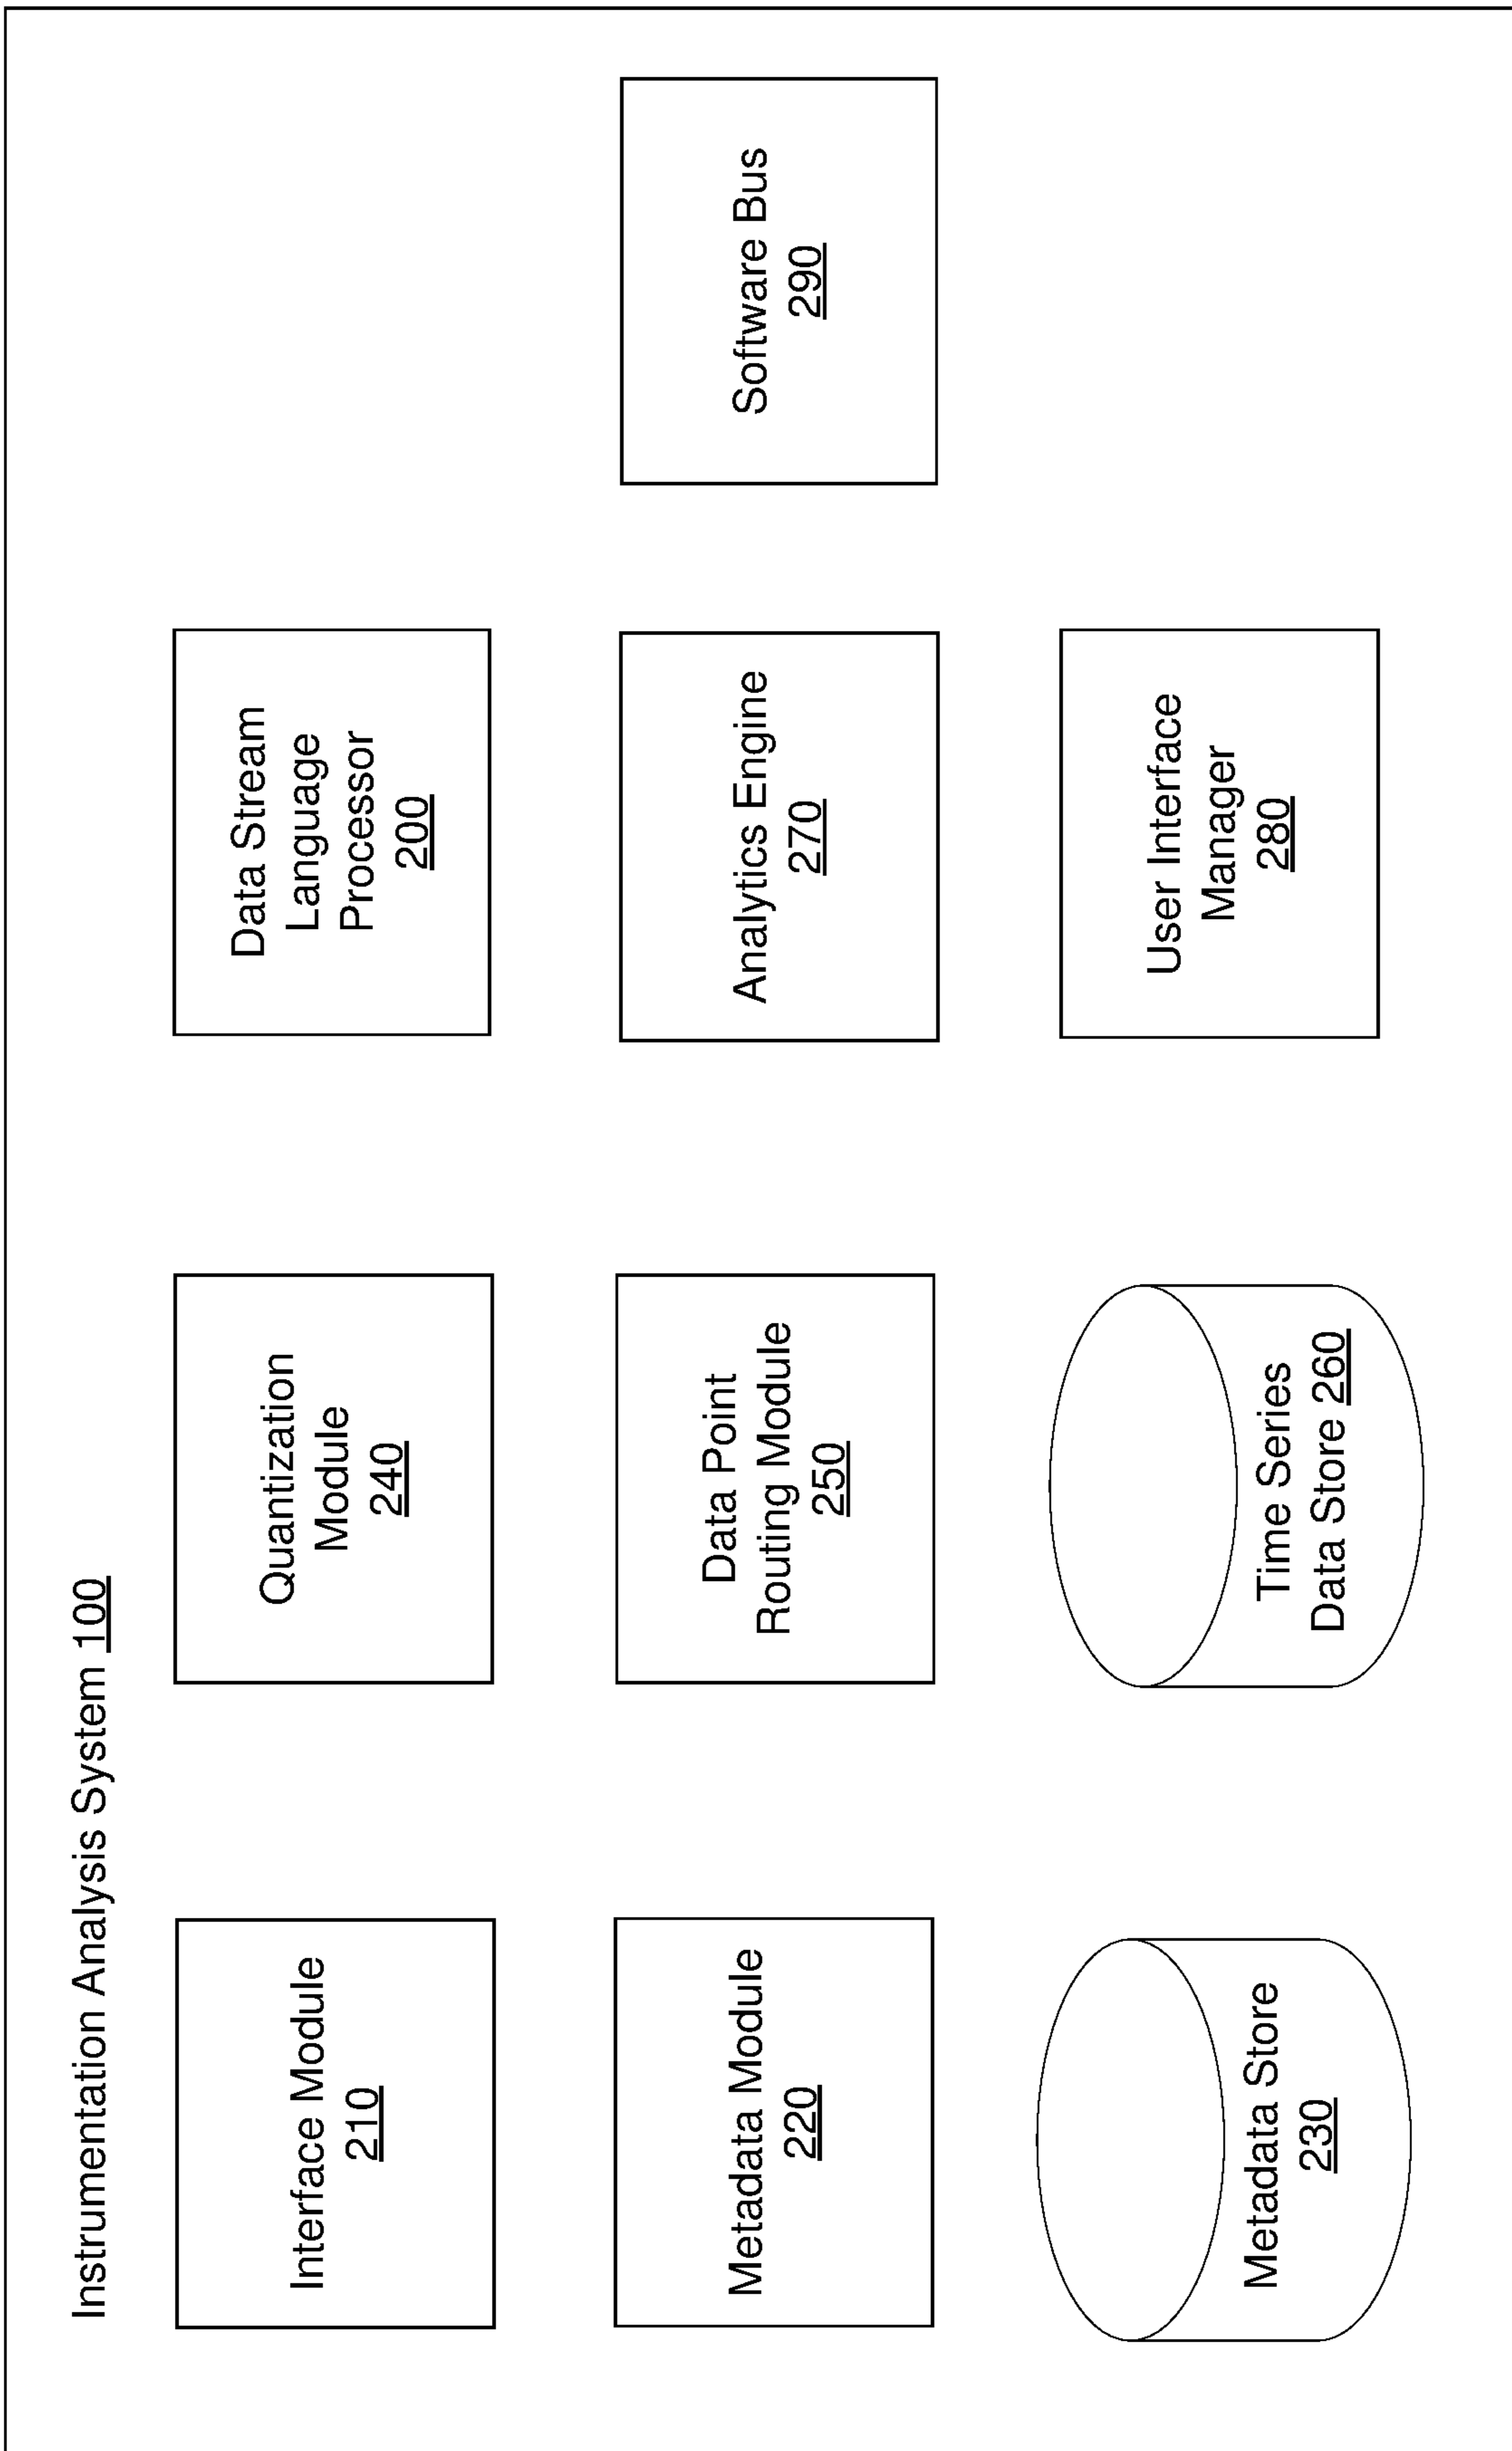 Instrumentation Analysis System 100
Interface Module
210
Quantization
Module
240
Data Stream
Language
Processor
200
Metadata Module
220
Data Point
Routing Module
250
Analytics Engine
270
Software Bus
290
Metadata Store
230
Time Series
Data Store 260
User Interface
Manager
280